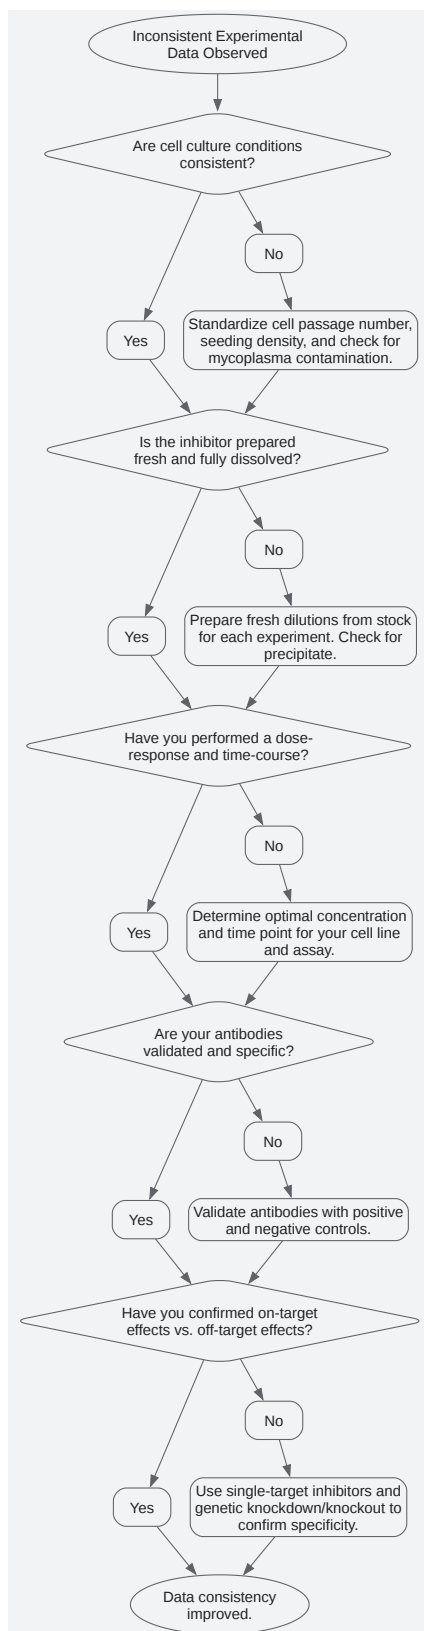 Inconsistent Experimental
Data Observed
Are cell culture conditions
consistent?
No
Yes
Standardize cell passage number,
seeding density, and check for
mycoplasma contamination.
Is the inhibitor prepared
fresh and fully dissolved?
No
Yes
Prepare fresh dilutions from stock
for each experiment. Check for
precipitate.
Have you performed a dose-
response and time-course?
No
Yes
Determine optimal concentration
and time point for your cell line
and assay.
Are your antibodies
validated and specific?
No
Yes
Validate antibodies with positive
and negative controls.
Have you confirmed on-target
effects vs. off-target effects?
No
Yes
Use single-target inhibitors and
genetic knockdown/knockout to
confirm specificity.
Data consistency
improved.